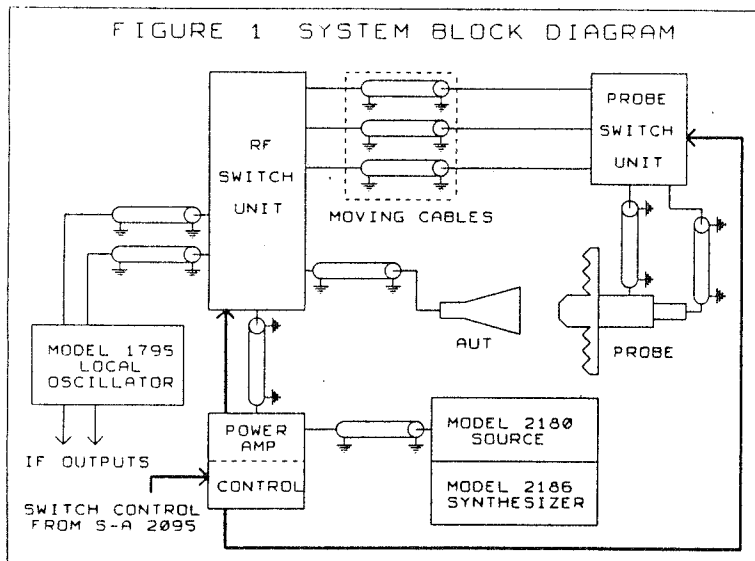 FIGURE 1 SYSTEM BLOCK DIAGRAM
RF
SWITCH
UNIT
PROBE
SWITCH
UNIT
MOVING CABLES
MODEL 1795
LOCAL
OSCILLATOR
AUT
PROBE
IF OUTPUTS
POWER
AMP
CONTROL
MODEL 2180
SOURCE
MODEL 2186
SYNTHESIZER
SWITCH CONTROL
FROM S-A 2095